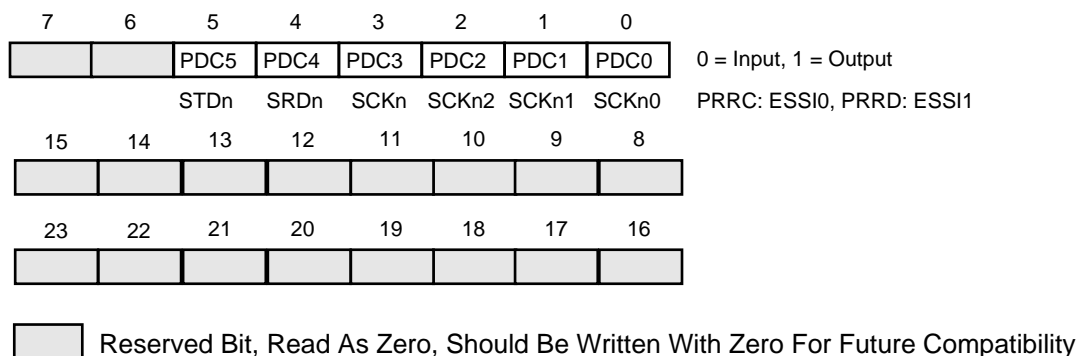 7 6 5 4 3 2 1 0
PDC5 PDC4 PDC3 PDC2 PDC1 PDC0 0 = Input, 1 = Output
STDn SRDn SCKn SCKn2 SCKn1 SCKn0 PRRC: ESSI0, PRRD: ESSI1
15 14 13 12 11 10 9 8
23 22 21 20 19 18 17 16
Reserved Bit, Read As Zero, Should Be Written With Zero For Future Compatibility